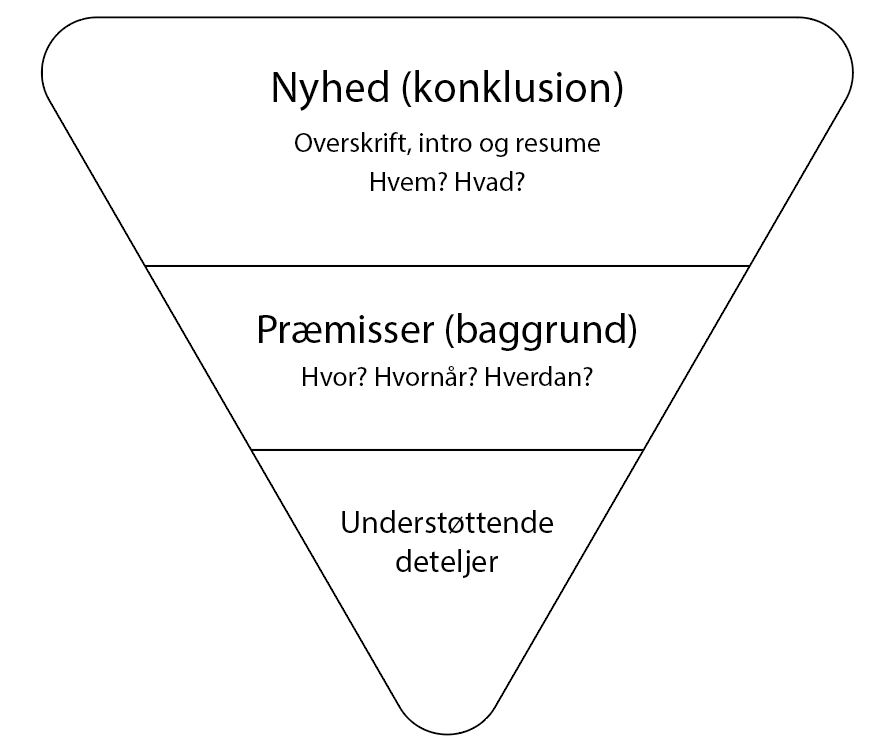 Nyhed (konklusion)
Overskrift, intro og resume
Hvem? Hvad?
Præmisser (baggrund)
Hvor? Hvornår? Hverdan?
Understøttende
deteljer